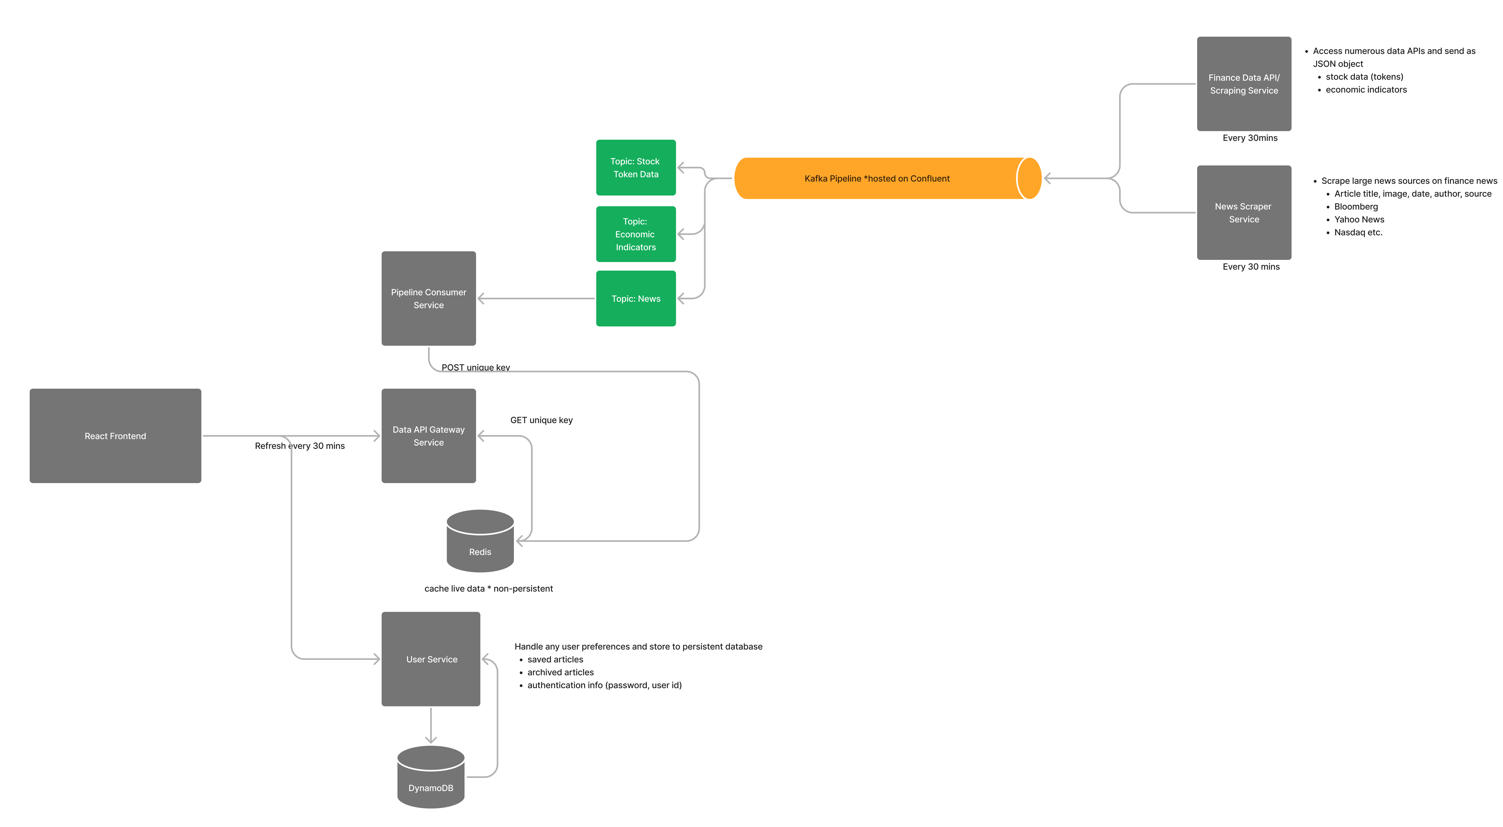 Finance Data API/
Scraping Service
Every 30mins
• Access numerous data APIs and send as
JSON object
• stock data (tokens)
• economic indicators
Topic: Stock
Token Data
Kafka Pipeline *hosted on Confluent
News Scraper
Service
Every 30 mins
• Scrape large news sources on finance news
• Article title, image, date, author, source
• Bloomberg
• Yahoo News
• Nasdaq etc.
Topic:
Economic
Indicators
Topic: News
Pipeline Consumer
Service
POST unique key
React Frontend
Refresh every 30 mins
Data API Gateway
Service
GET unique key
Redis
cache live data * non-persistent
User Service
Handle any user preferences and store to persistent database
• saved articles
• archived articles
• authentication info (password, user id)
DynamoDB